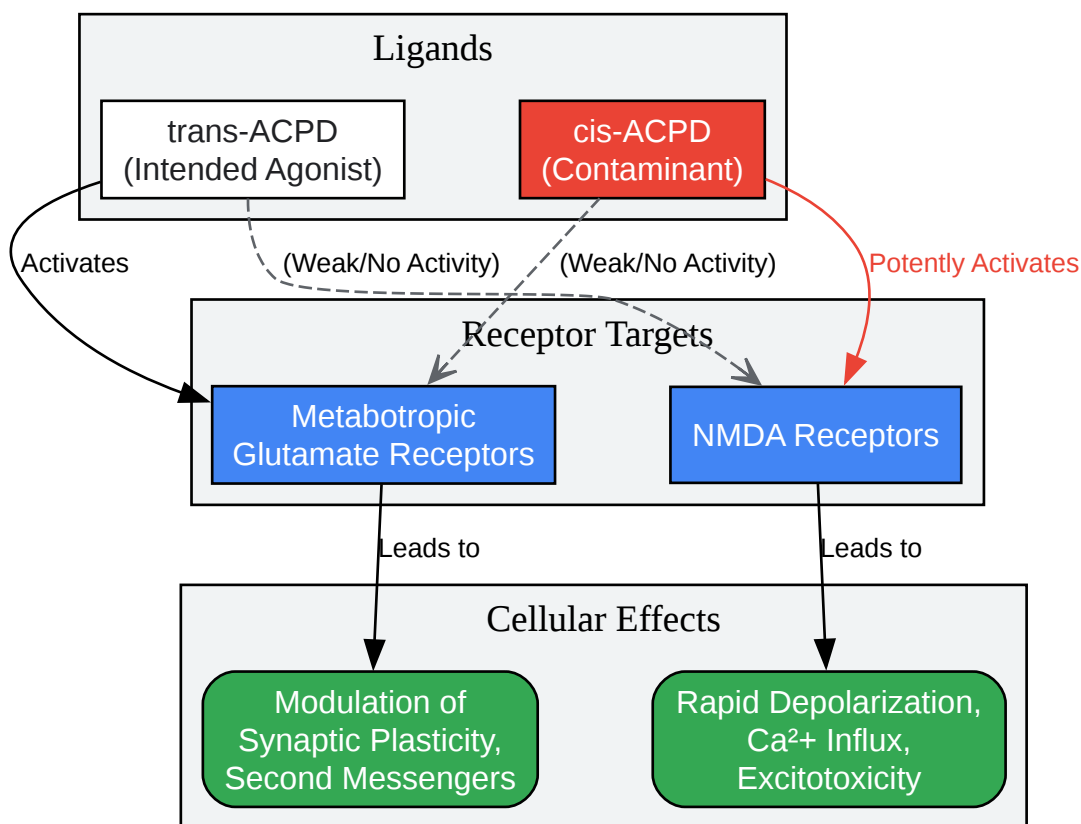 Ligands
trans-ACPD
(Intended Agonist)
cis-ACPD
(Contaminant)
Activates
(Weak/No Activity)
(Weak/No Activity)
Potently Activates
Receptor Targets
Metabotropic
Glutamate Receptors
NMDA Receptors
Leads to
Leads to
Cellular Effects
Modulation of
Synaptic Plasticity,
Second Messengers
Rapid Depolarization,
Ca²+ Influx,
Excitotoxicity